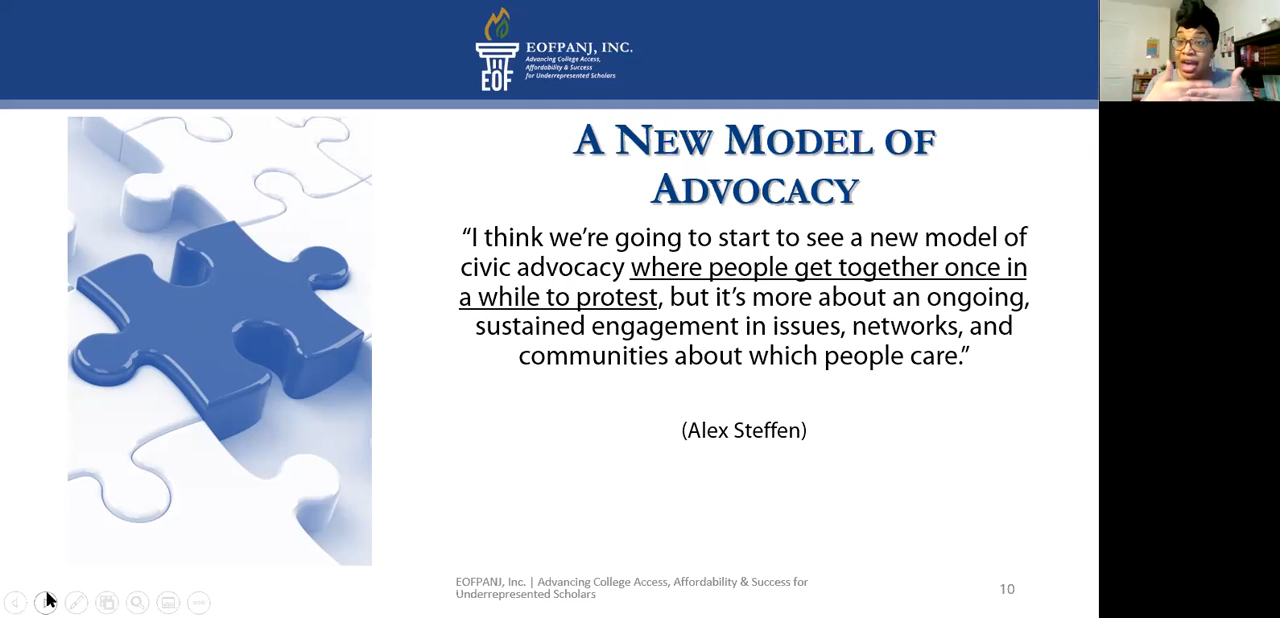 EOFPANJ, INC.
Advancing College Access,
Affordability & Success
for Underrepresented Scholars
EOF
A NEW MODEL OF
ADVOCACY
“I think we’re going to start to see a new model of
civic advocacy where people get together once in
a while to protest, but it’s more about an ongoing,
sustained engagement in issues, networks, and
communities about which people care.”
(Alex Steffen)
EOFPANJ, Inc. | Advancing College Access, Affordability & Success for
Underrepresented Scholars
10